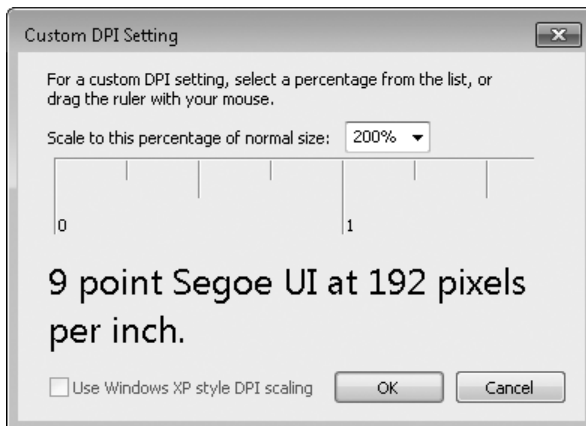 Custom DPI Setting
For a custom DPI setting, select a percentage from the list, or
drag the ruler with your mouse.
Scale to this percentage of normal size: 200%
0 1
9 point Segoe UI at 192 pixels
per inch.
Use Windows XP style DPI scaling OK Cancel